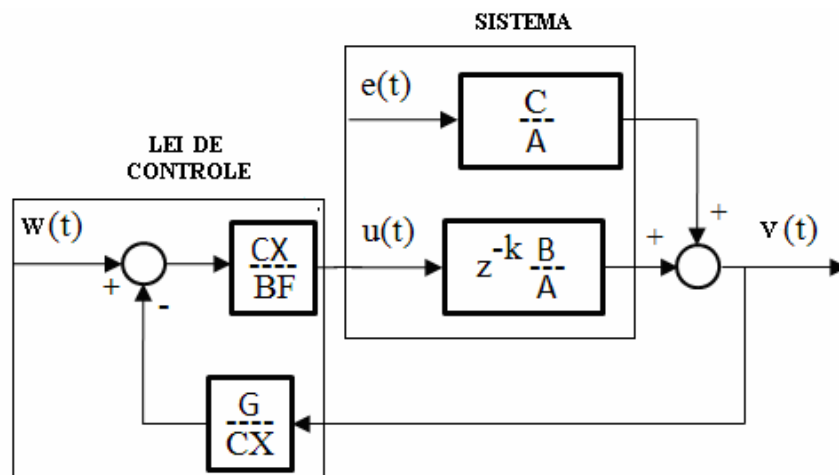 SISTEMA
e(t)
C
A
LEI DE
CONTROLE
w(t)
+
-
CX
BF
u(t)
z-k B
A
+
+
v(t)
G
CX